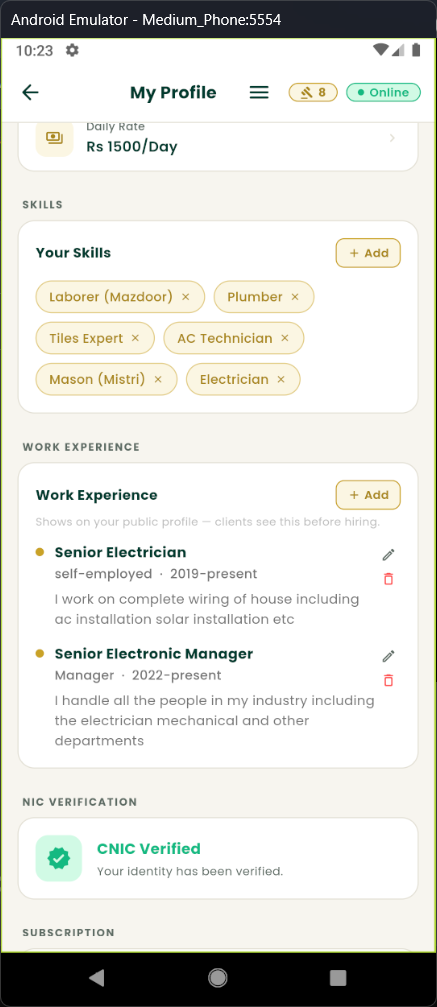 Android Emulator - Medium_Phone:5554
10:23
My Profile
8
Online
Daily Rate
Rs 1500/Day
SKILLS
Your Skills
+ Add
Laborer (Mazdoor) ×
Plumber ×
Tiles Expert ×
AC Technician ×
Mason (Mistri) ×
Electrician ×
WORK EXPERIENCE
Work Experience
+ Add
Shows on your public profile — clients see this before hiring.
Senior Electrician
self-employed · 2019-present
I work on complete wiring of house including
ac installation solar installation etc
Senior Electronic Manager
Manager · 2022-present
I handle all the people in my industry including
the electrician mechanical and other
departments
NIC VERIFICATION
CNIC Verified
Your identity has been verified.
SUBSCRIPTION